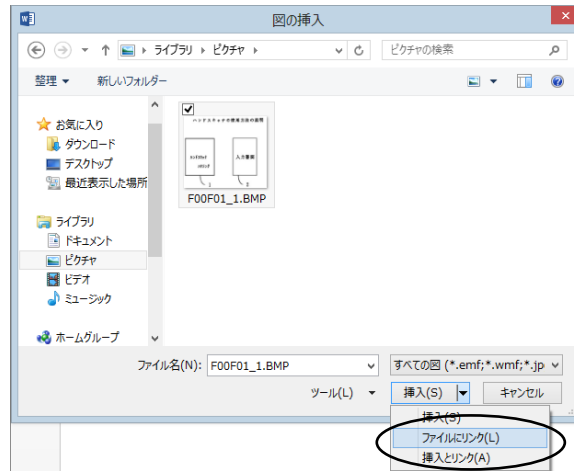 図の挿入
ライブラリ ピクチャ
ピクチャの検索
整理 新しいフォルダー
お気に入り
ダウンロード
デスクトップ
最近表示した場所
ライブラリ
ドキュメント
ピクチャ
ビデオ
ミュージック
ホームグループ
F00F01_1.BMP
ファイル名(N): F00F01_1.BMP
すべての図 (*.emf;*.wmf;*.jp
ツール(L) 挿入(S) キャンセル
挿入(S)
ファイルにリンク(L)
挿入とリンク(A)